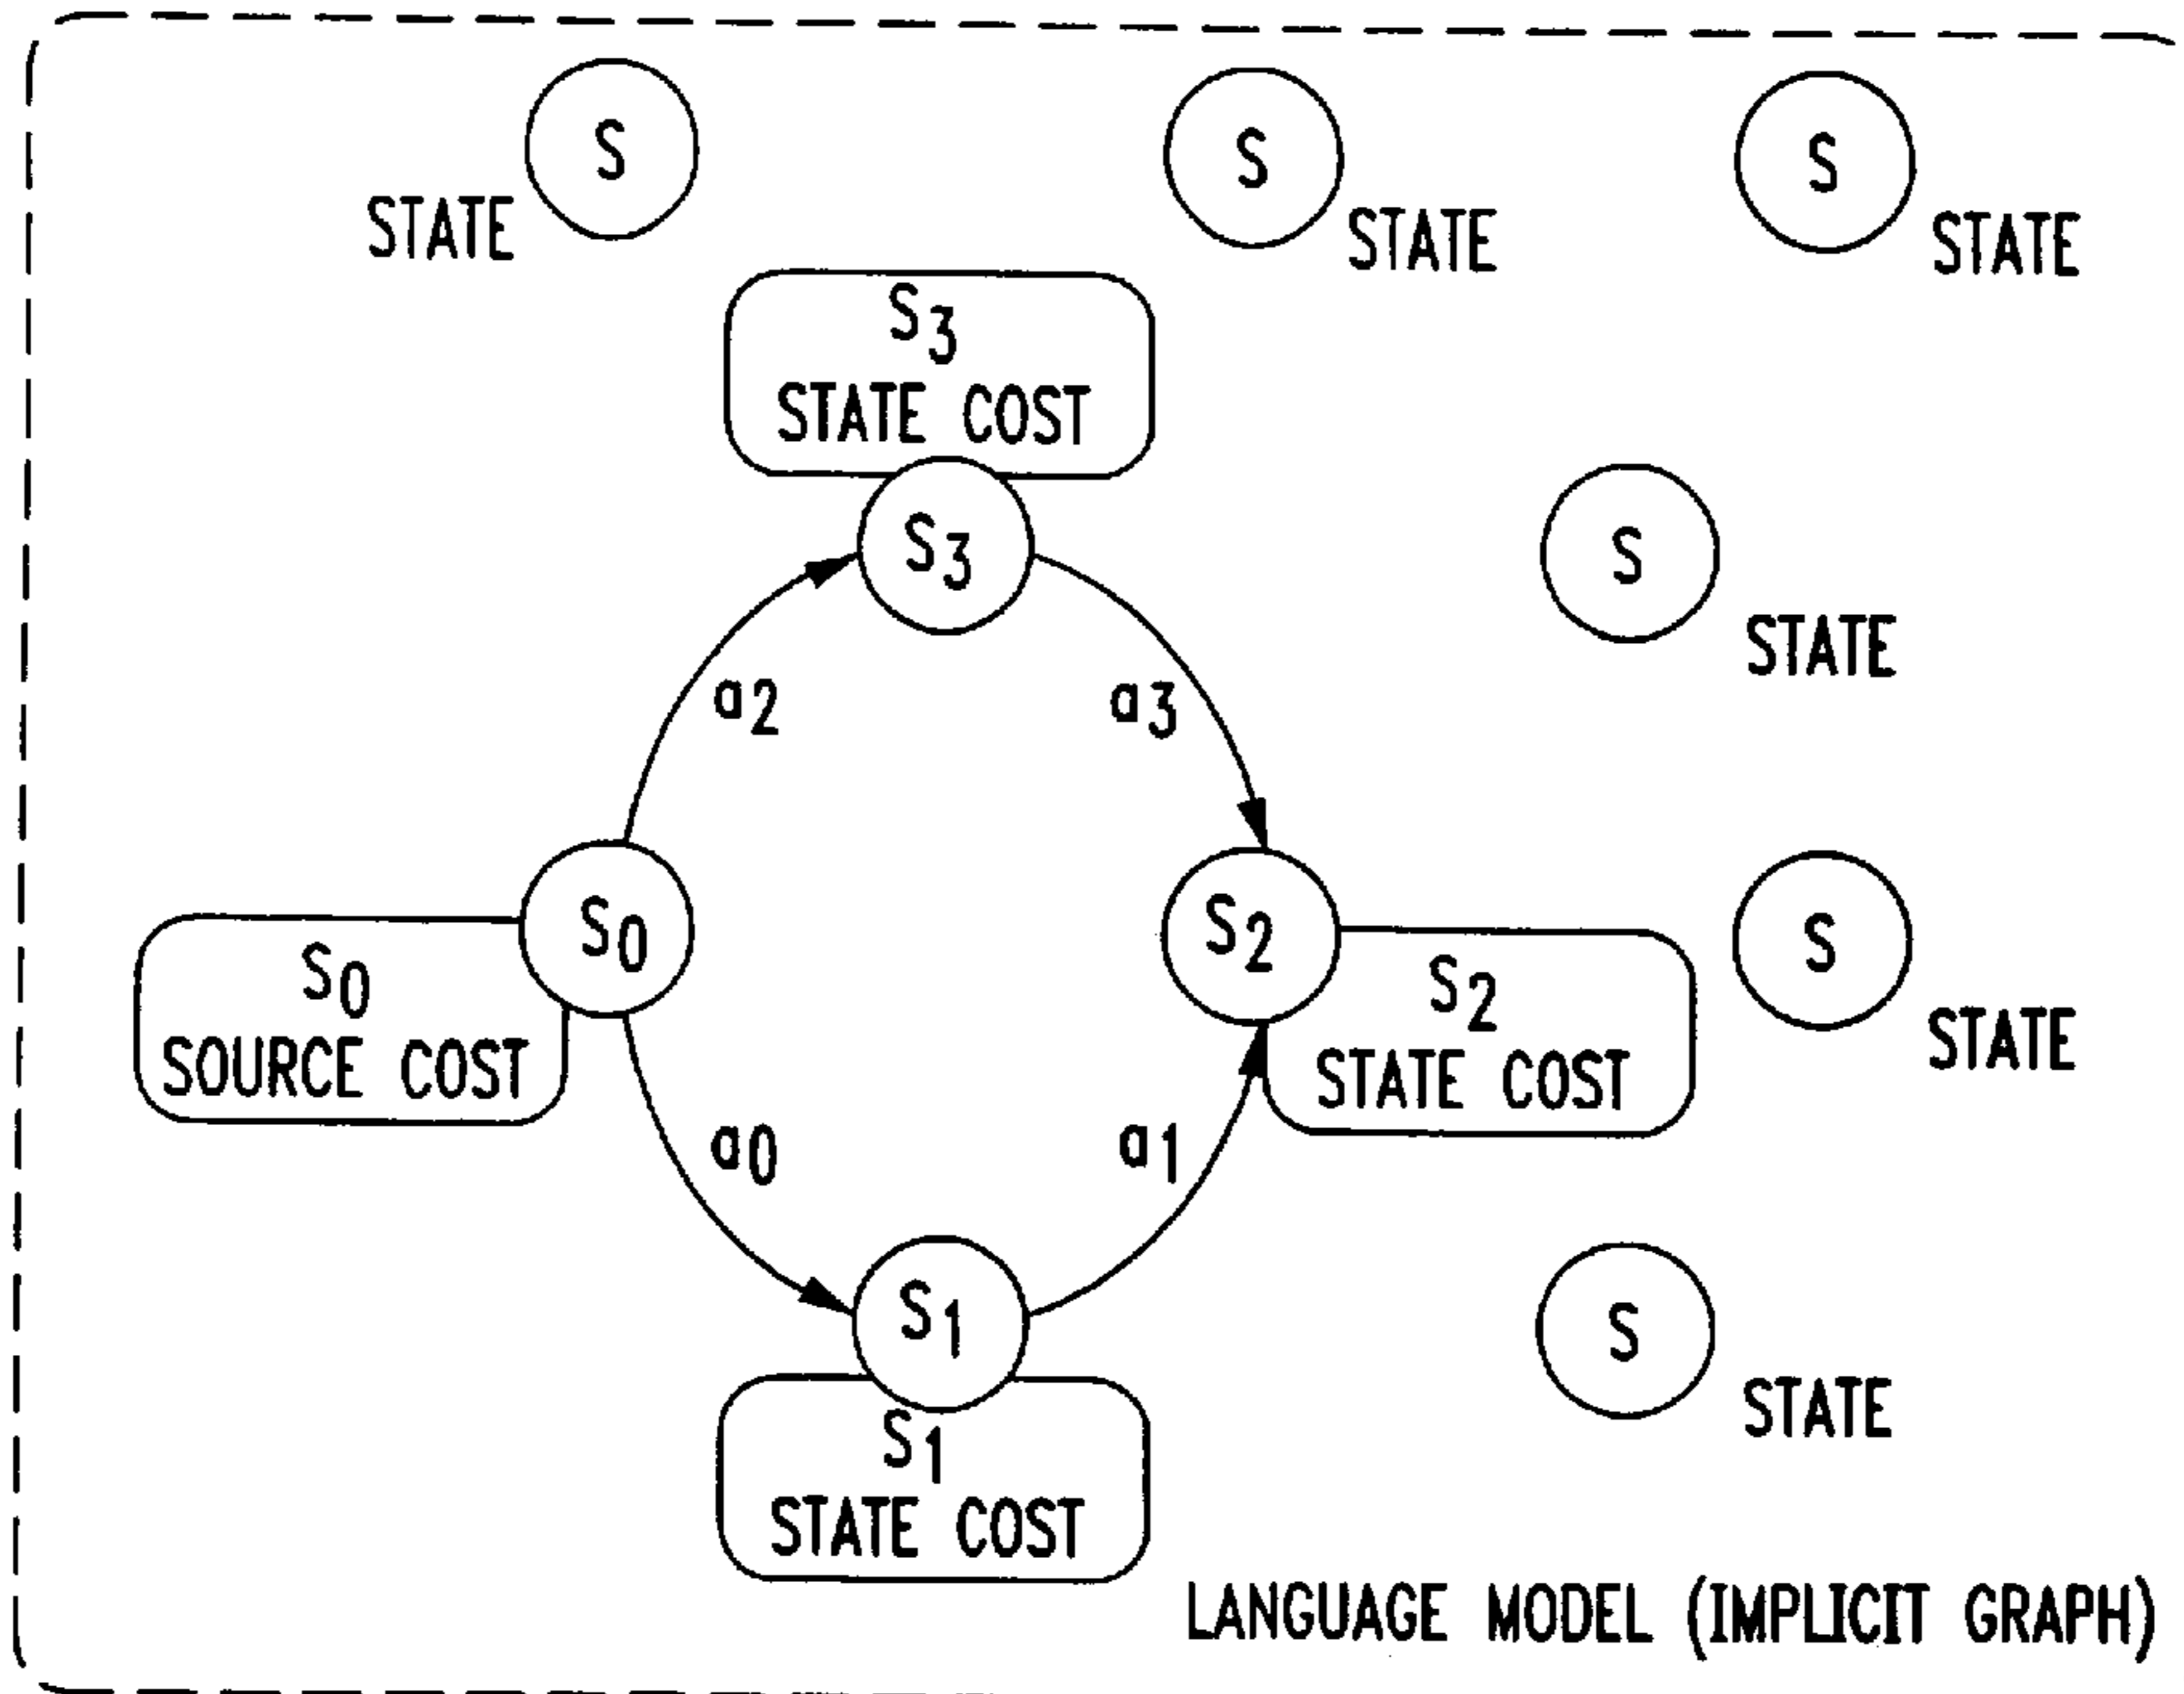 S
S
S
STATE
STATE
STATE
S3
STATE COST
S3
S
STATE
a2
a3
S0
S2
S
S0
SOURCE COST
S2
STATE COST
STATE
a0
a1
S1
S
STATE
S1
STATE COST
LANGUAGE MODEL (IMPLICIT GRAPH)